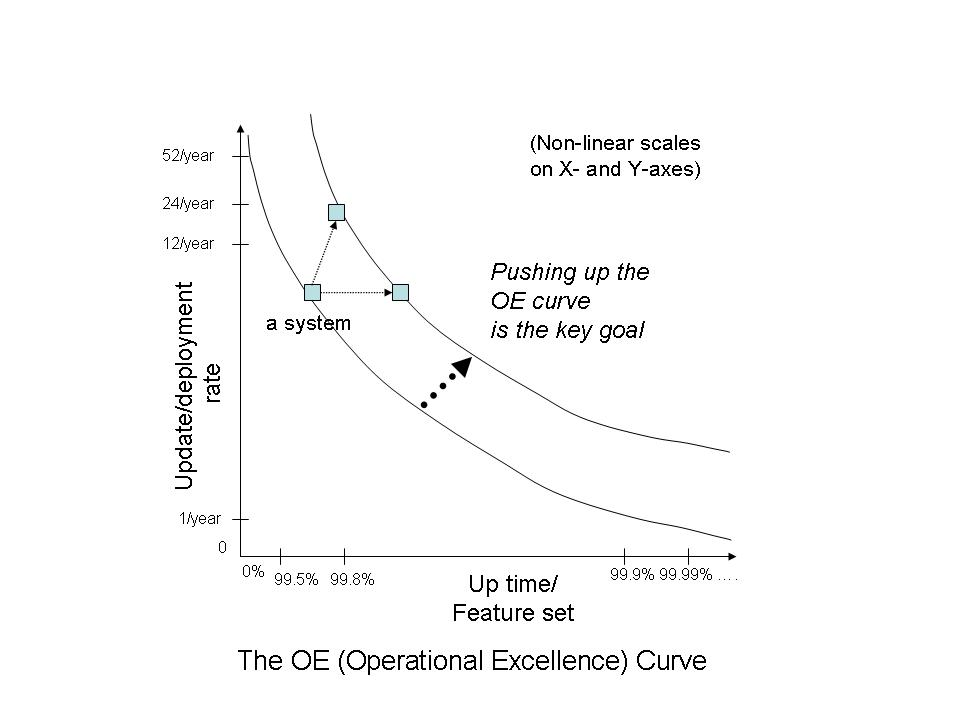 (Non-linear scales
on X- and Y-axes)
52/year
24/year
12/year
Pushing up the
OE curve
is the key goal
a system
Update/deployment
rate
1/year
0
0%
99.5%
99.8%
99.9%
99.99%
....
Up time/
Feature set
The OE (Operational Excellence) Curve